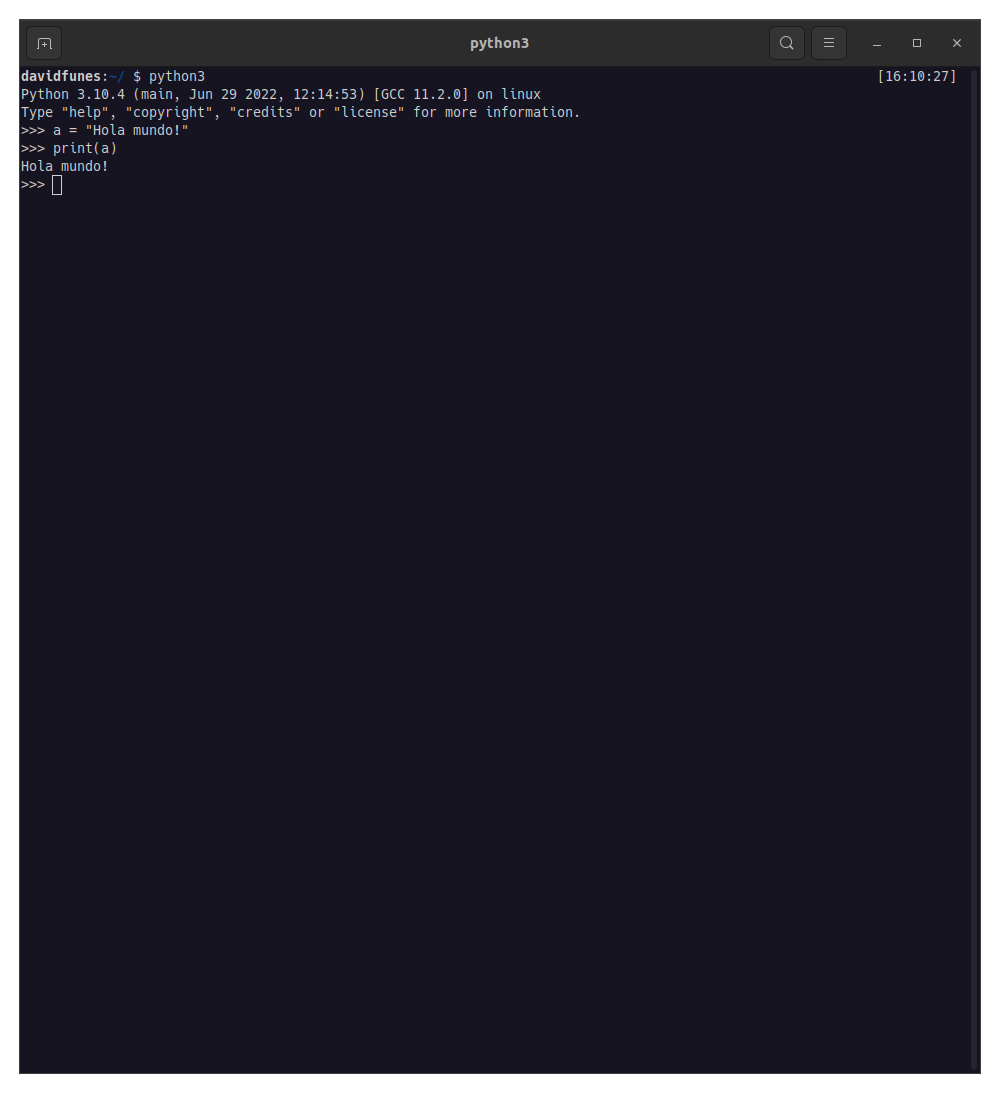 python3
davidfunes:~/ $ python3 [16:10:27]
Python 3.10.4 (main, Jun 29 2022, 12:14:53) [GCC 11.2.0] on linux
Type "help", "copyright", "credits" or "license" for more information.
>>> a = "Hola mundo!"
>>> print(a)
Hola mundo!
>>>